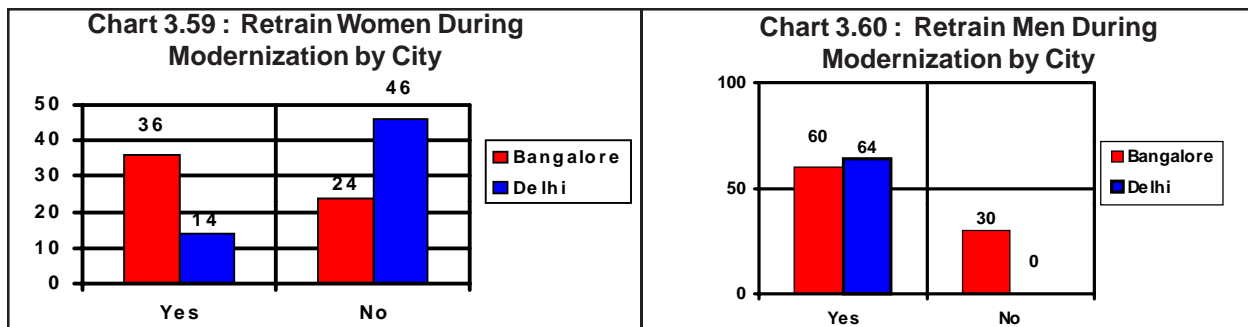 Chart 3.59 : Retrain Women During
Modernization by City
50
40
30
20
10
0
36
14
24
46
Yes
No
Bangalore
Delhi
Chart 3.60 : Retrain Men During
Modernization by City
100
50
0
60
64
30
0
Yes
No
Bangalore
Delhi